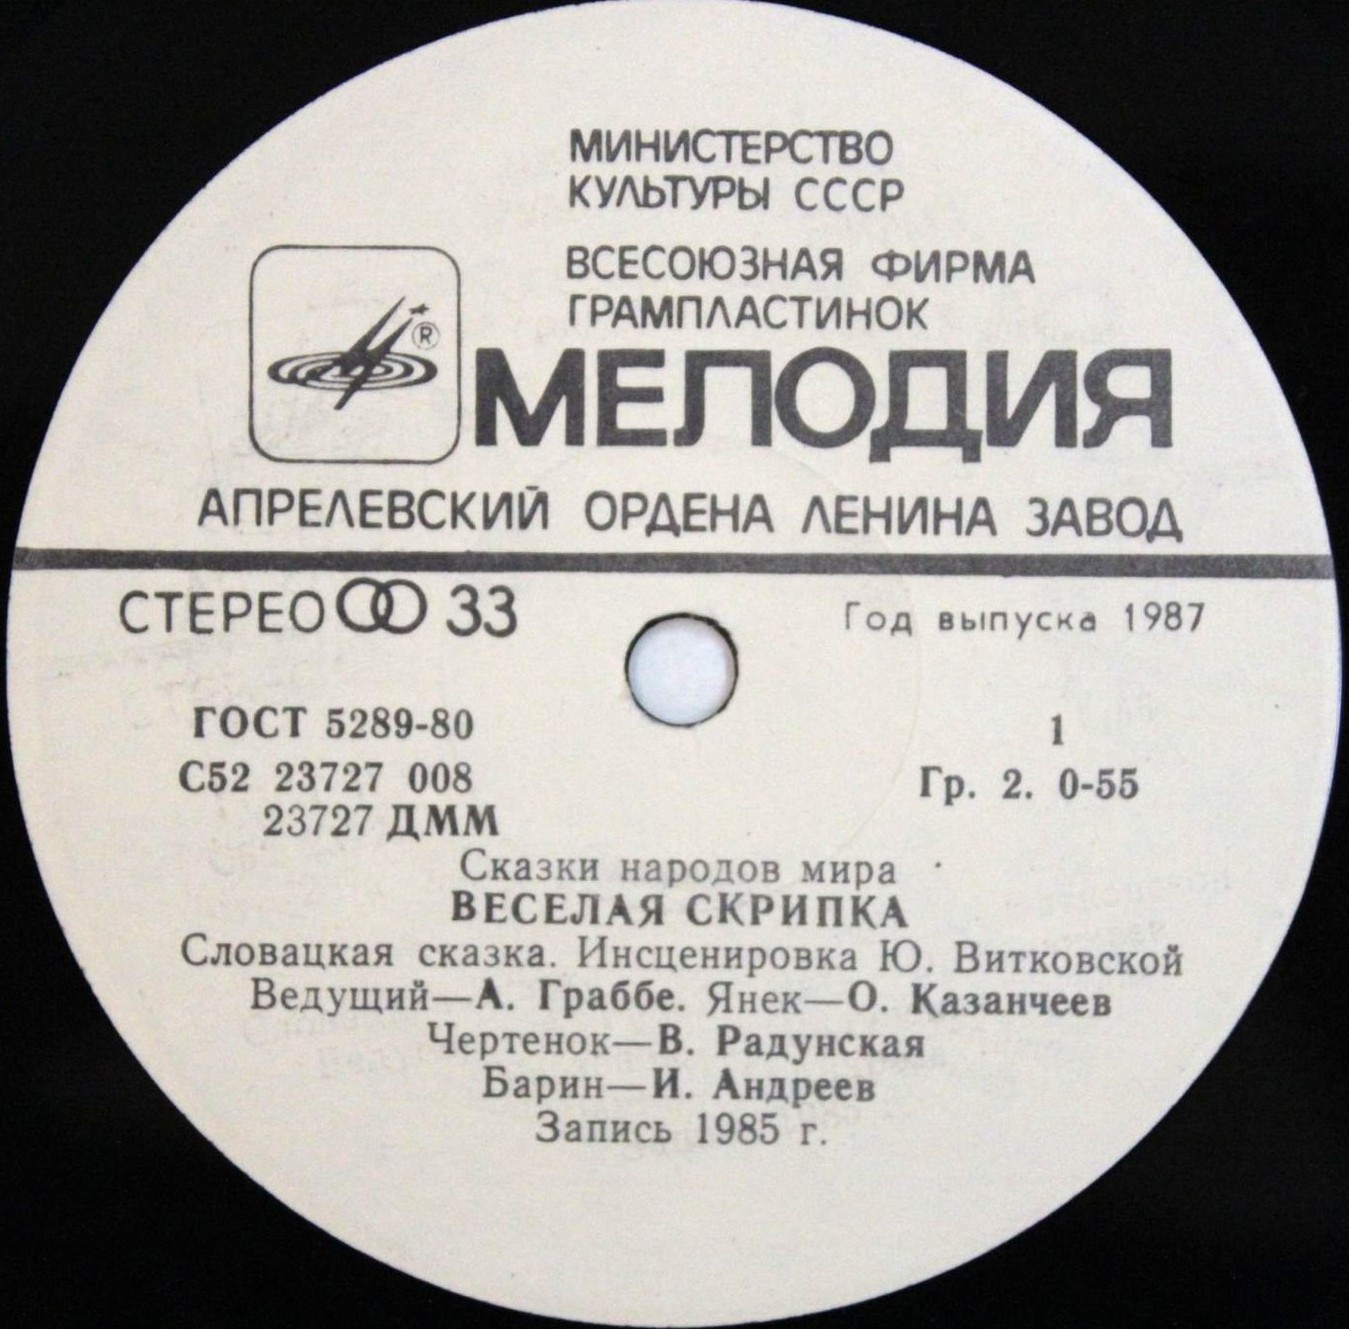 МИНИСТЕРСТВО
КУЛЬТУРЫ СССР
ВСЕСОЮЗНАЯ ФИРМА
ГРАМПЛАСТИНОК
®
МЕЛОДИЯ
АПРЕЛЕВСКИЙ ОРДЕНА ЛЕНИНА ЗАВОД
СТЕРЕО 33
Год выпуска 1987
ГОСТ 5289-80
1
С52 23727 008
Гр. 2. 0-55
23727 ДММ
Сказки народов мира
ВЕСЕЛАЯ СКРИПКА
Словацкая сказка. Инсценировка Ю. Витковской
Ведущий—А. Граббе. Янек—О. Казанчеев
Чертенок—В. Радунская
Барин—И. Андреев
Запись 1985 г.